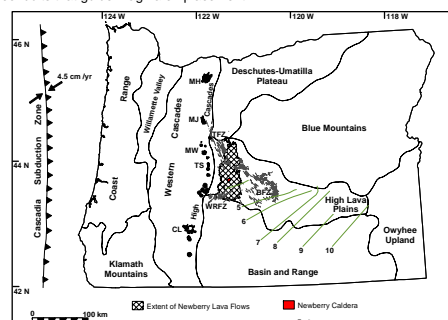 124 W
122 W
120 W
118 W
46 N
44 N
42 N
4.5 cm /yr
Cascadia Subduction Zone
Coast Range
Willamette Valley
Western Cascades
High Cascades
Klamath
Mountains
Deschutes-Umatilla
Plateau
Blue Mountains
High Lava
Plains
Owyhee
Upland
Basin and Range
MH
MJ
TFZ
MW
TS
BFZ
WRFZ
CL
5
6
7
8
9
10
0 100 km
Extent of Newberry Lava Flows
Newberry Caldera